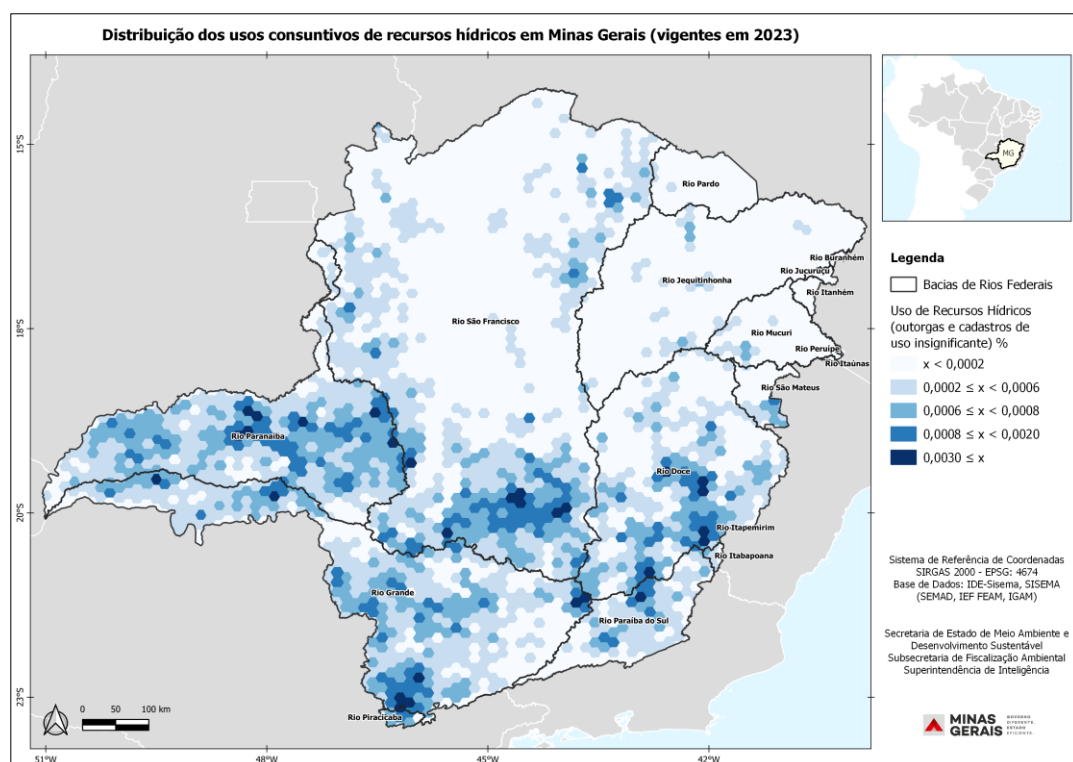 Distribuição dos usos consuntivos de recursos hídricos em Minas Gerais (vigentes em 2023)
15°S
18°S
20°S
23°S
51°W
48°W
45°W
42°W
Rio Pardo
Rio Buranhém
Rio Jucuruçu
Rio Jequitinhonha
Rio Itanhém
Rio São Francisco
Rio Mucuri
Rio Peruípe
Rio Itaúnas
Rio São Mateus
Rio Paranaíba
Rio Doce
Rio Itapemirim
Rio Itabapoana
Rio Grande
Rio Paraíba do Sul
Rio Piracicaba
0 50 100 km
MG
Legenda
Bacias de Rios Federais
Uso de Recursos Hídricos
(outorgas e cadastros de
uso insignificante) %
x < 0,0002
0,0002 ≤ x < 0,0006
0,0006 ≤ x < 0,0008
0,0008 ≤ x < 0,0020
0,0030 ≤ x
Sistema de Referência de Coordenadas
SIRGAS 2000 - EPSG: 4674
Base de Dados: IDE-Sisema, SISEMA
(SEMAD, IEF FEAM, IGAM)
Secretaria de Estado de Meio Ambiente e
Desenvolvimento Sustentável
Subsecretaria de Fiscalização Ambiental
Superintendência de Inteligência
MINAS
GERAIS
GOVERNO
DIFERENTE.
ESTADO
EFICIENTE.